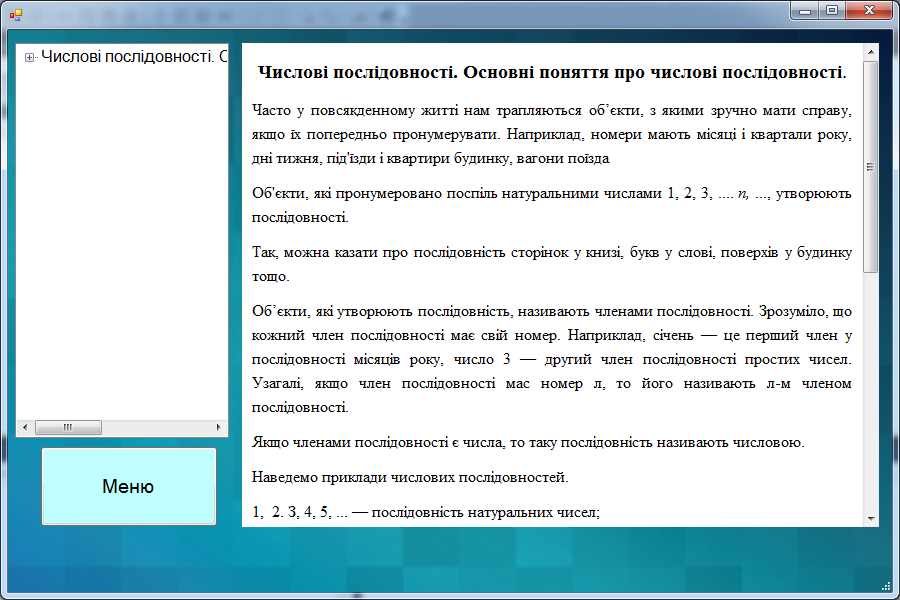 Числові послідовності. О
Числові послідовності. Основні поняття про числові послідовності.
Часто у повсякденному житті нам трапляються об’єкти, з якими зручно мати справу,
якщо їх попередньо пронумерувати. Наприклад, номери мають місяці і квартали року,
дні тижня, під'їзди і квартири будинку, вагони поїзда
Об'єкти, які пронумеровано поспіль натуральними числами 1, 2, 3, .... n, ..., утворюють
послідовності.
Так, можна казати про послідовність сторінок у книзі, букв у слові, поверхів у будинку
тощо.
Об’єкти, які утворюють послідовність, називають членами послідовності. Зрозуміло, що
кожний член послідовності має свій номер. Наприклад, січень — це перший член у
послідовності місяців року, число 3 — другий член послідовності простих чисел.
Узагалі, якщо член послідовності мас номер л, то його називають л-м членом
послідовності.
Якщо членами послідовності є числа, то таку послідовність називають числовою.
Наведемо приклади числових послідовностей.
1, 2. 3, 4, 5, ... — послідовність натуральних чисел;
Меню